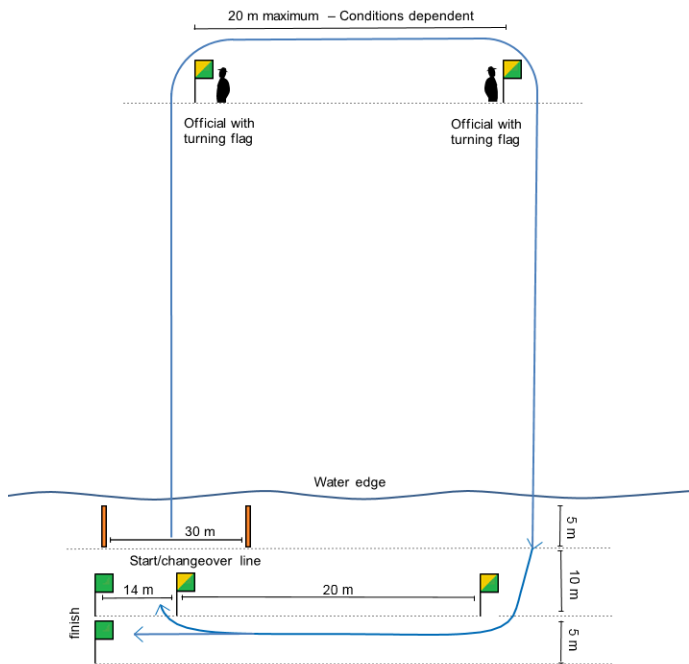 20 m maximum – Conditions dependent
Official with
turning flag
Official with
turning flag
Water edge
30 m
5 m
Start/changeover line
14 m
20 m
10 m
finish
5 m